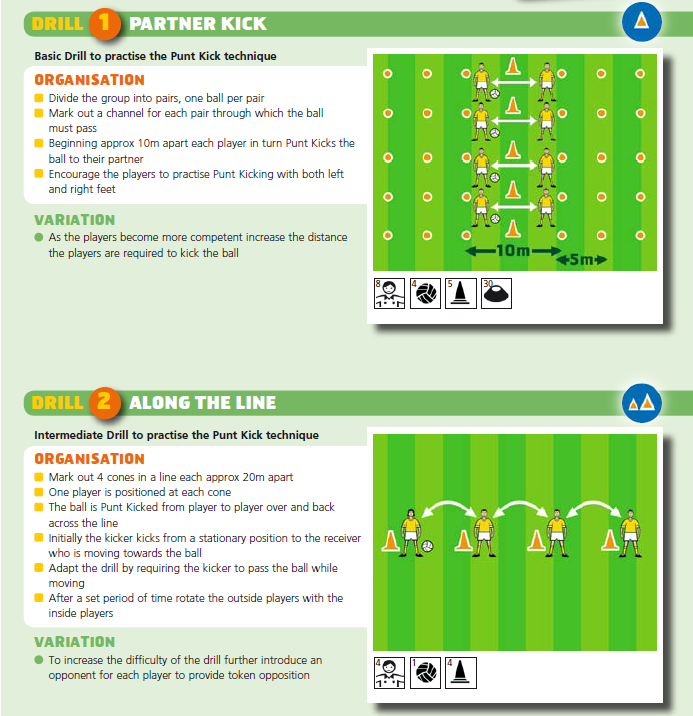 DRILL 1 PARTNER KICK
Basic Drill to practise the Punt Kick technique
ORGANISATION
Divide the group into pairs, one ball per pair
Mark out a channel for each pair through which the ball
must pass
Beginning approx 10m apart each player in turn Punt Kicks the
ball to their partner
Encourage the players to practise Punt Kicking with both left
and right feet
VARIATION
As the players become more competent increase the distance
the players are required to kick the ball
10m
5m
8 4 5 30
DRILL 2 ALONG THE LINE
Intermediate Drill to practise the Punt Kick technique
ORGANISATION
Mark out 4 cones in a line each approx 20m apart
One player is positioned at each cone
The ball is Punt Kicked from player to player over and back
across the line
Initially the kicker kicks from a stationary position to the receiver
who is moving towards the ball
Adapt the drill by requiring the kicker to pass the ball while
moving
After a set period of time rotate the outside players with the
inside players
VARIATION
To increase the difficulty of the drill further introduce an
opponent for each player to provide token opposition
4 1 4